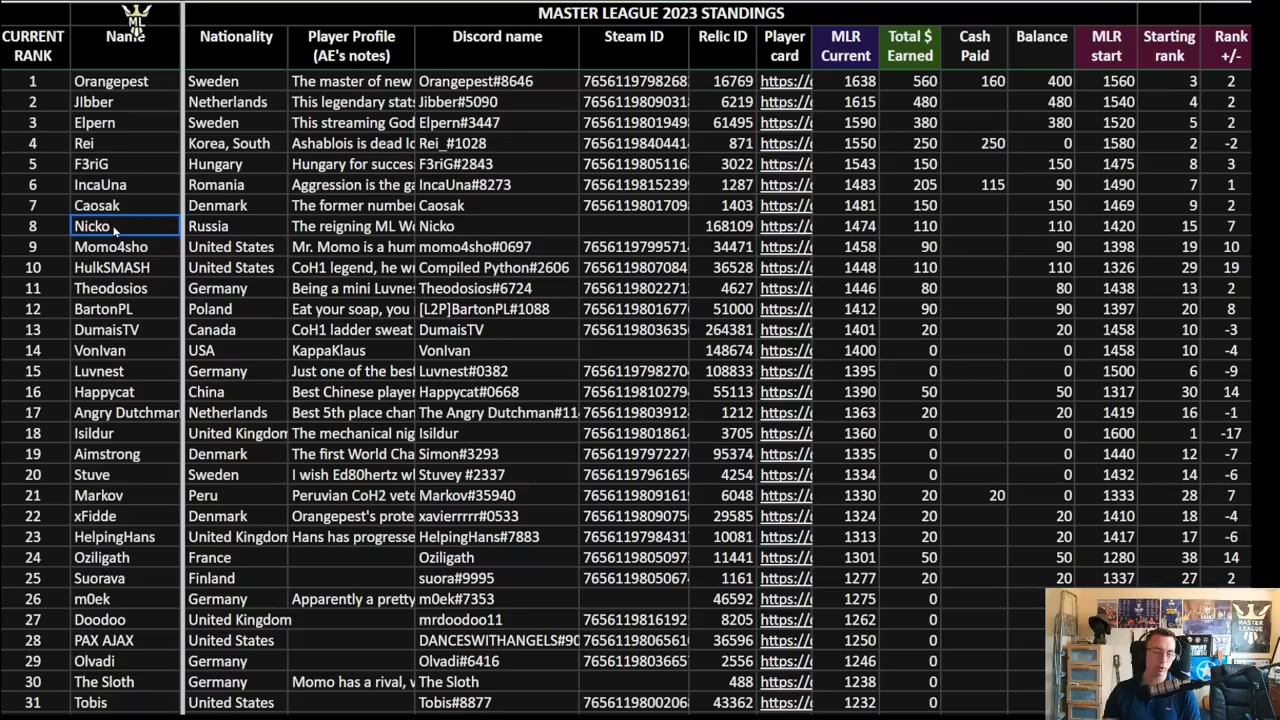 ML
MASTER LEAGUE 2023 STANDINGS
CURRENT RANK Name Nationality Player Profile (AE's notes) Discord name Steam ID Relic ID Player card MLR Current Total $ Earned Cash Paid Balance MLR start Starting rank Rank +/-
1 Orangepest Sweden The master of new Orangepest#8646 7656119798268 16769 https:// 1638 560 160 400 1560 3 2
2 JIbber Netherlands This legendary stats Jibber#5090 7656119809031 6219 https:// 1615 480 480 1540 4 2
3 Elpern Sweden This streaming God Elpern#3447 7656119801949 61495 https:// 1590 380 380 1520 5 2
4 Rei Korea, South Ashablois is dead lo Rei_#1028 7656119840441 871 https:// 1550 250 250 0 1580 2 -2
5 F3riG Hungary Hungry for succes F3riG#2843 7656119805116 3022 https:// 1543 150 150 1475 8 3
6 IncaUna Romania Aggression is the ga IncaUna#8273 7656119815239 1287 https:// 1483 205 115 90 1490 7 1
7 Caosak Denmark The former number Caosak 7656119801709 1403 https:// 1481 150 150 1469 9 2
8 Nicko Russia The reigning ML Wo Nicko 168109 https:// 1474 110 110 1420 15 7
9 Momo4sho United States Mr. Momo is a hum momo4sho#0697 7656119799571 34471 https:// 1458 90 90 1398 19 10
10 HulkSMASH United States CoH1 legend, he w Compiled Python#2606 7656119807084 36528 https:// 1448 110 110 1326 29 19
11 Theodosios Germany Being a mini Luvnes Theodosios#6724 7656119802271 4627 https:// 1446 80 80 1438 13 2
12 BartonPL Poland Eat your soap, you [L2P]BartonPL#1088 7656119801677 51000 https:// 1412 90 90 1397 20 8
13 DumaisTV Canada CoH1 ladder sweat DumaisTV 7656119803635 264381 https:// 1401 20 20 1458 10 -3
14 VonIvan USA KappaKlaus VonIvan 148674 https:// 1400 0 0 1458 10 -4
15 Luvnest Germany Just one of the best Luvnest#0382 7656119798270 108833 https:// 1395 0 0 1500 6 -9
16 Happycat China Best Chinese player Happycat#0668 7656119810279 55113 https:// 1390 50 50 1317 30 14
17 Angry Dutchman Netherlands Best 5th place chan The Angry Dutchman#11 7656119803912 1212 https:// 1363 20 20 1419 16 -1
18 Isildur United Kingdom The mechanical nig Isildur 7656119801861 3705 https:// 1360 0 0 1600 1 -17
19 Aimstrong Denmark The first World Cha Simon#3293 7656119797227 95374 https:// 1335 0 0 1440 12 -7
20 Stuve Sweden I wish Ed80hertz w Stuvey #2337 7656119796165 4254 https:// 1334 0 0 1432 14 -6
21 Markov Peru Peruvian CoH2 vete Markov#35940 7656119809161 6048 https:// 1330 20 20 0 1333 28 7
22 xFidde Denmark Orangepest's prote xavierrrrr#0533 7656119809075 29585 https:// 1324 20 20 1410 18 -4
23 HelpingHans United Kingdom Hans has progresse HelpingHans#7883 7656119798431 10081 https:// 1313 20 20 1417 17 -6
24 Oziligath France Oziligath 7656119805097 11441 https:// 1301 50 50 1280 38 14
25 Suorava Finland suora#9995 7656119805067 1161 https:// 1277 20 20 1337 27 2
26 m0ek Germany Apparently a pretty m0ek#7353 46592 https:// 1275 0
27 Doodoo United Kingdom mrdoodoo11 7656119816192 8205 https:// 1262 0
28 PAX AJAX United States DANCESWITHANGELS#90 7656119806561 36596 https:// 1250 0
29 Olvadi Germany Olvadi#6416 7656119803665 2556 https:// 1246 0
30 The Sloth Germany Momo has a rival, The Sloth 488 https:// 1238 0
31 Tobis United States Tobis#8877 7656119800206 43362 https:// 1232 0
MASTER LEAGUE